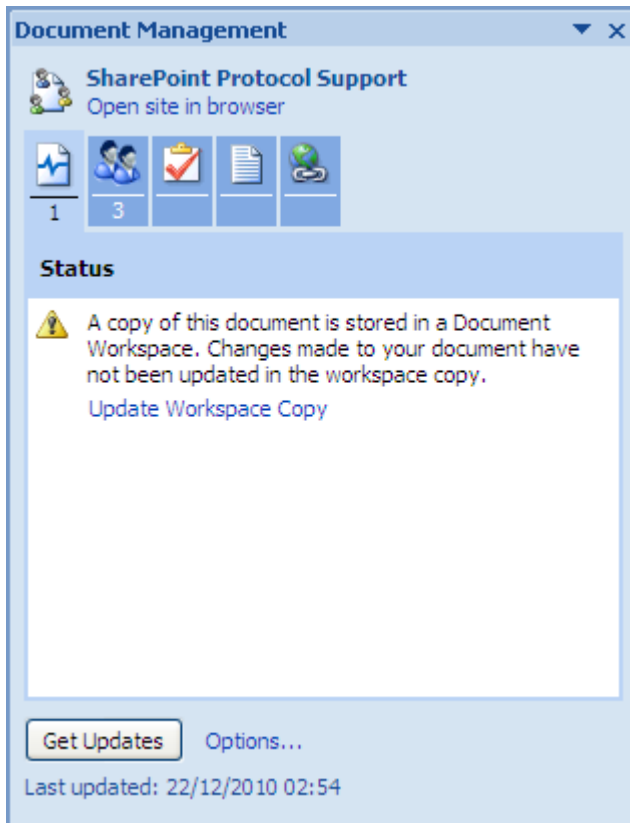 Document Management
SharePoint Protocol Support
Open site in browser
1
3
Status
A copy of this document is stored in a Document
Workspace. Changes made to your document have
not been updated in the workspace copy.
Update Workspace Copy
Get Updates Options...
Last updated: 22/12/2010 02:54